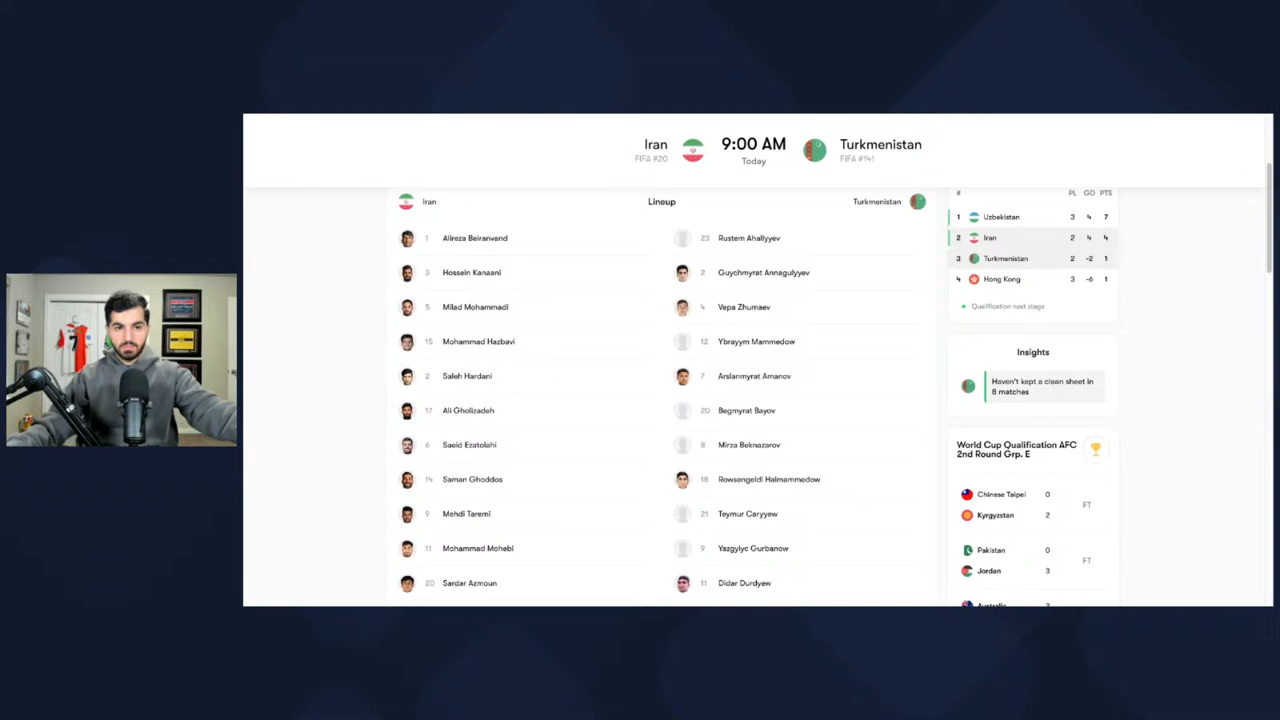 Iran
FIFA #20
9:00 AM
Today
Turkmenistan
FIFA #141
Iran
Lineup
Turkmenistan
1 Alireza Beiranvand
3 Hossein Kanaani
5 Milad Mohammadi
15 Mohammad Hazbavi
2 Saleh Hardani
17 Ali Gholizadeh
6 Saeid Ezatolahi
14 Saman Ghoddos
9 Mehdi Taremi
11 Mohammad Mohebi
20 Sardar Azmoun
23 Rustem Ahallyyev
2 Guychmyrat Annagulyyev
4 Vepa Zhumaev
12 Ybrayym Mammedow
7 Arslanmyrat Amanov
20 Begmyrat Bayov
8 Mirza Beknazarov
18 Rowsengeldi Halmammedow
21 Teymur Caryyew
9 Yazgylyc Gurbanow
11 Didar Durdyew
# PL GD PTS
1 Uzbekistan 3 4 7
2 Iran 2 4 4
3 Turkmenistan 2 -2 1
4 Hong Kong 3 -6 1
Qualification next stage
Insights
Haven't kept a clean sheet in
8 matches
World Cup Qualification AFC
2nd Round Grp. E
Chinese Taipei 0
FT
Kyrgyzstan 2
Pakistan 0
FT
Jordan 3
Australia
7